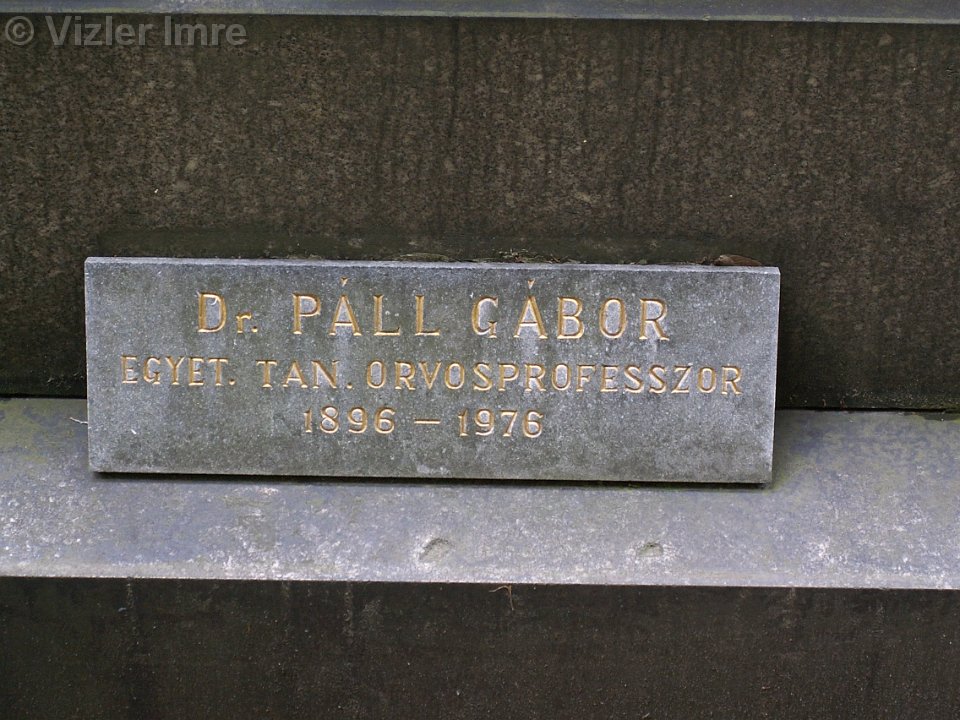 © Vizler Imre
Dr. PÁLL GÁBOR
EGYET. TAN. ORVOSPROFESSZOR
1896 – 1976